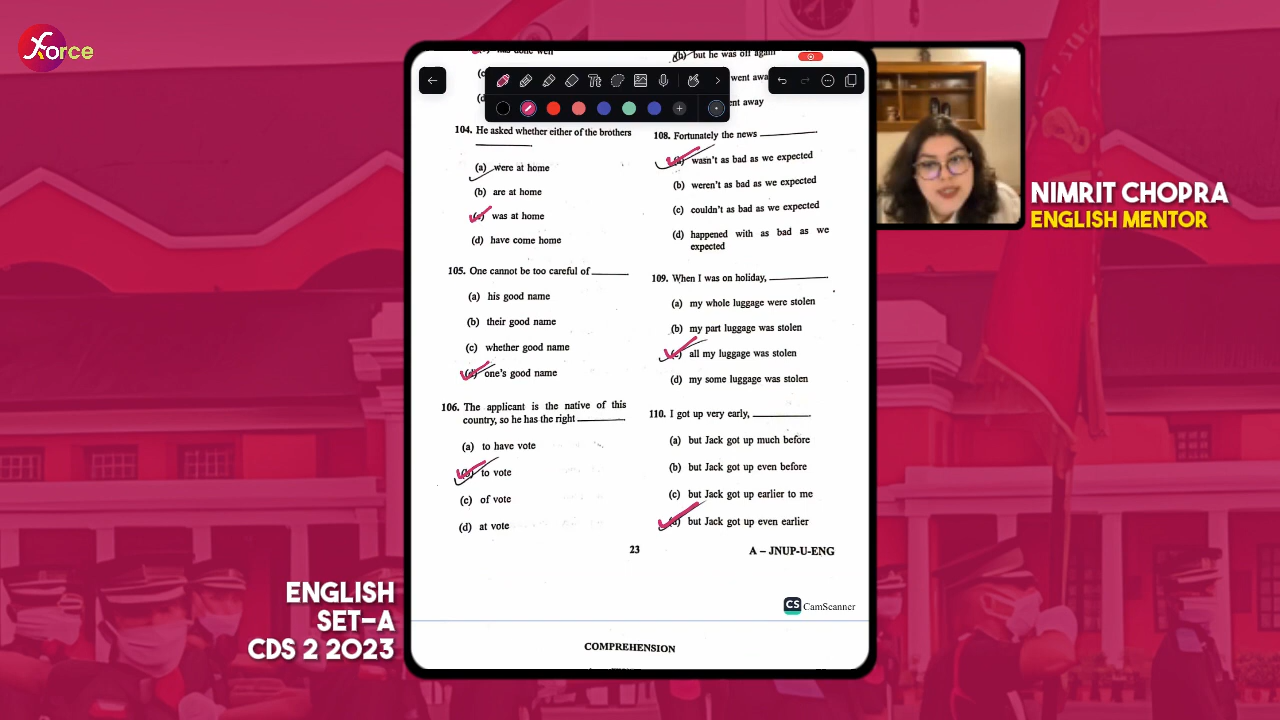 Xforce
(b) but he was off again
104. He asked whether either of the brothers
(a) were at home
(b) are at home
was at home
(d) have come home
105. One cannot be too careful of
(a) his good name
(b) their good name
(c) whether good name
(d) one's good name
106. The applicant is the native of this
country, so he has the right
(a) to have vote
(b) to vote
(c) of vote
(d) at vote
went away
108. Fortunately the news
wasn't as bad as we expected
(b) weren't as bad as we expected
(c) couldn't as bad as we expected
(d) happened with as bad as we
expected
109. When I was on holiday,
(a) my whole luggage were stolen
(b) my part luggage was stolen
all my luggage was stolen
(d) my some luggage was stolen
110. I got up very early,
(a) but Jack got up much before
(b) but Jack got up even before
(c) but Jack got up earlier to me
but Jack got up even earlier
23
A – JNUP-U-ENG
CS CamScanner
COMPREHENSION
NIMRIT CHOPRA
ENGLISH MENTOR
ENGLISH
SET-A
CDS 2 2023